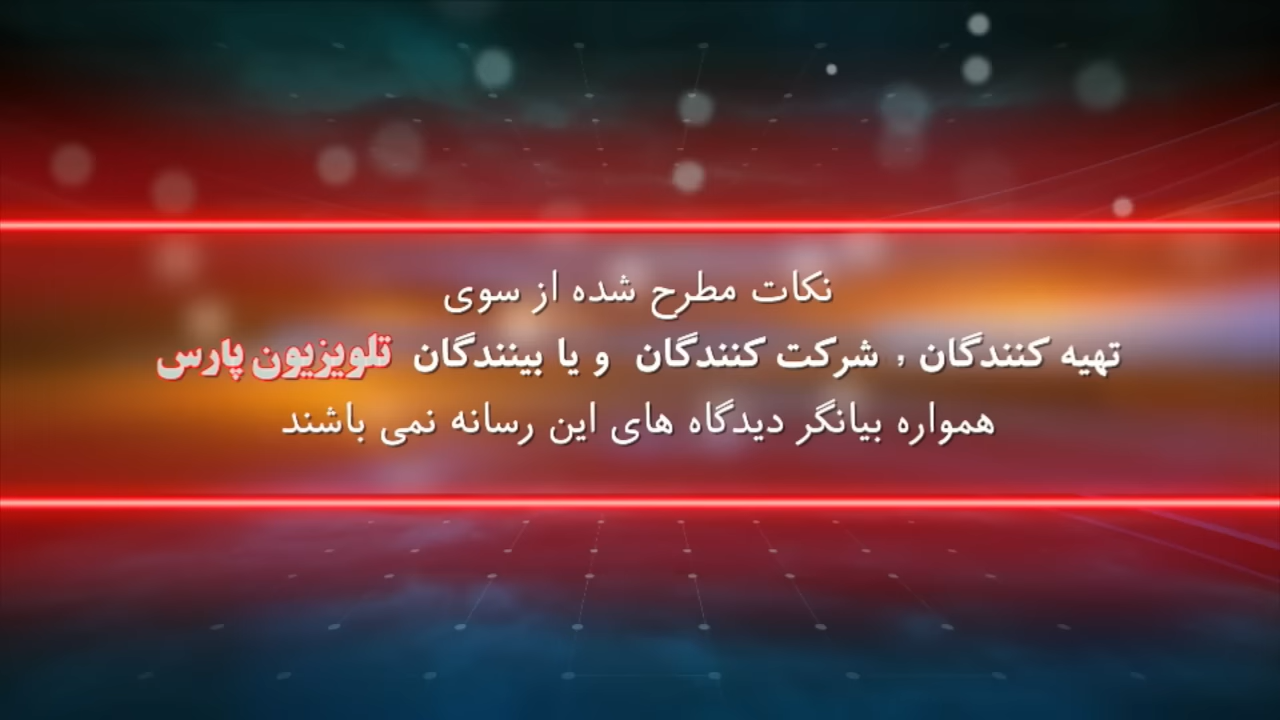 نکات مطرح شده از سوی
تهیه کنندگان , شرکت کنندگان و یا بینندگان تلویزیون پارس
همواره بیانگر دیدگاه های این رسانه نمی باشند